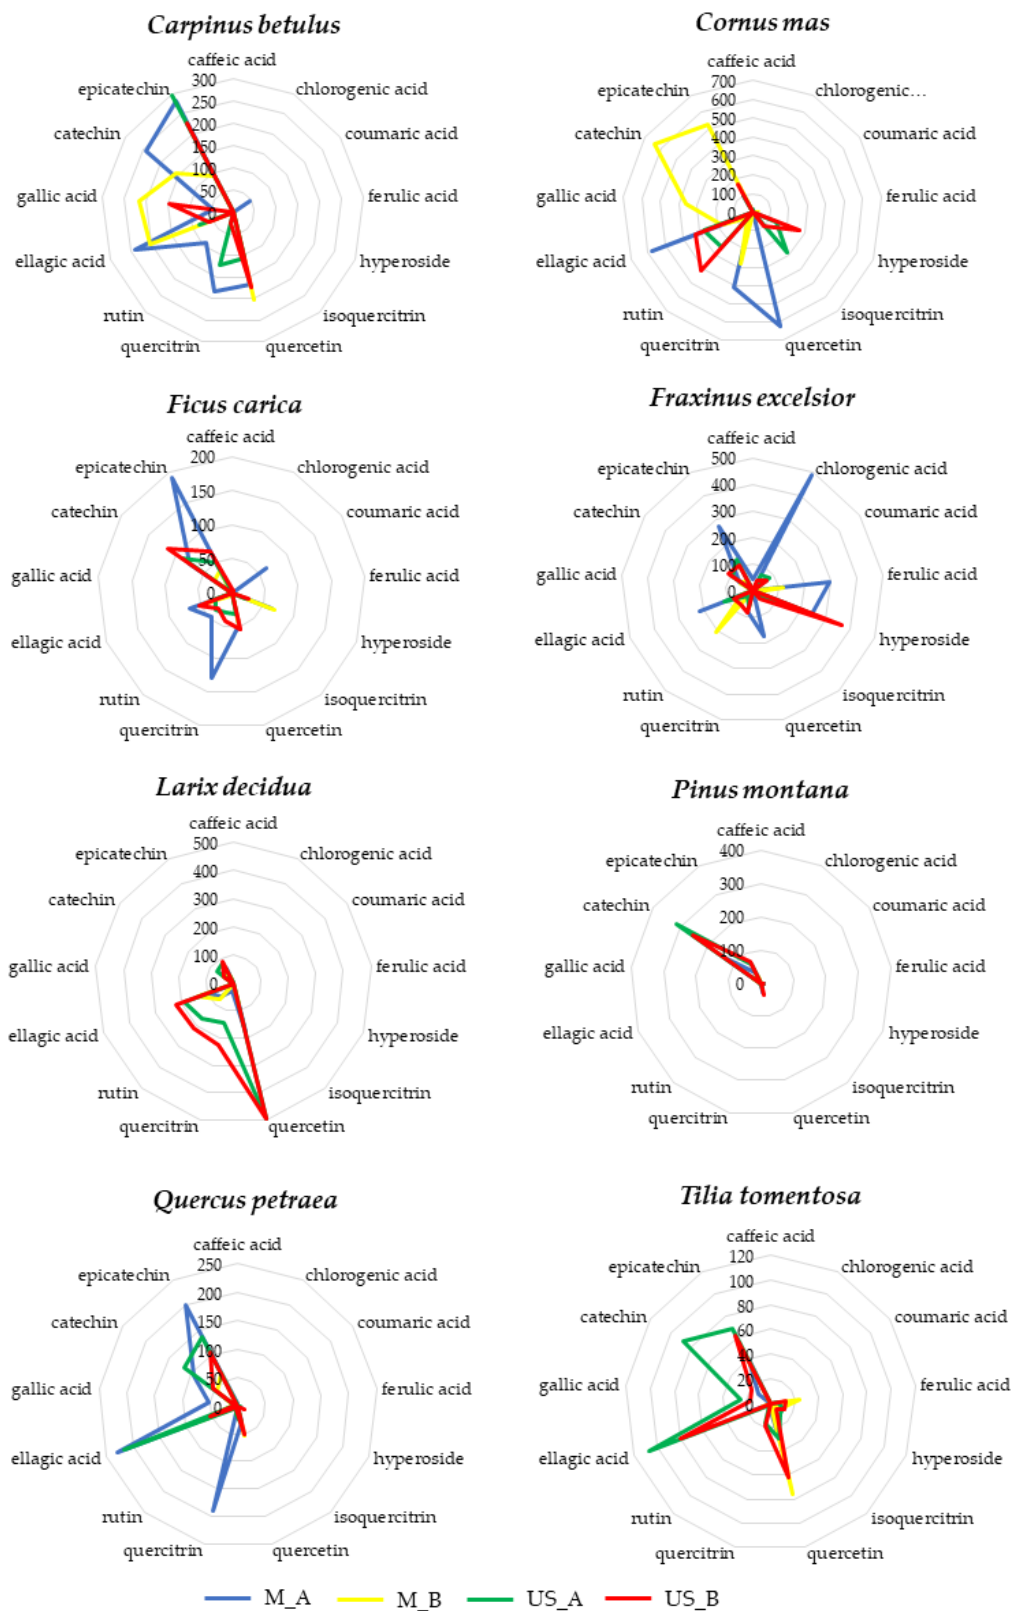 Carpinus betulus
caffeic acid
chlorogenic acid
coumaric acid
ferulic acid
hyperoside
isoquercitrin
quercetin
quercitrin
rutin
ellagic acid
gallic acid
catechin
epicatechin
300
250
200
150
100
50
0
Cornus mas
caffeic acid
chlorogenic...
coumaric acid
ferulic acid
hyperoside
isoquercitrin
quercetin
quercitrin
rutin
ellagic acid
gallic acid
catechin
epicatechin
700
600
500
400
300
200
100
0
Ficus carica
caffeic acid
chlorogenic acid
coumaric acid
ferulic acid
hyperoside
isoquercitrin
quercetin
quercitrin
rutin
ellagic acid
gallic acid
catechin
epicatechin
200
150
100
50
0
Fraxinus excelsior
caffeic acid
chlorogenic acid
coumaric acid
ferulic acid
hyperoside
isoquercitrin
quercetin
quercitrin
rutin
ellagic acid
gallic acid
catechin
epicatechin
500
400
300
200
100
0
Larix decidua
caffeic acid
chlorogenic acid
coumaric acid
ferulic acid
hyperoside
isoquercitrin
quercetin
quercitrin
rutin
ellagic acid
gallic acid
catechin
epicatechin
500
400
300
200
100
0
Pinus montana
caffeic acid
chlorogenic acid
coumaric acid
ferulic acid
hyperoside
isoquercitrin
quercetin
quercitrin
rutin
ellagic acid
gallic acid
catechin
epicatechin
400
300
200
100
0
Quercus petraea
caffeic acid
chlorogenic acid
coumaric acid
ferulic acid
hyperoside
isoquercitrin
quercetin
quercitrin
rutin
ellagic acid
gallic acid
catechin
epicatechin
250
200
150
100
50
0
Tilia tomentosa
caffeic acid
chlorogenic acid
coumaric acid
ferulic acid
hyperoside
isoquercitrin
quercetin
quercitrin
rutin
ellagic acid
gallic acid
catechin
epicatechin
120
100
80
60
40
20
0
M_A
M_B
US_A
US_B